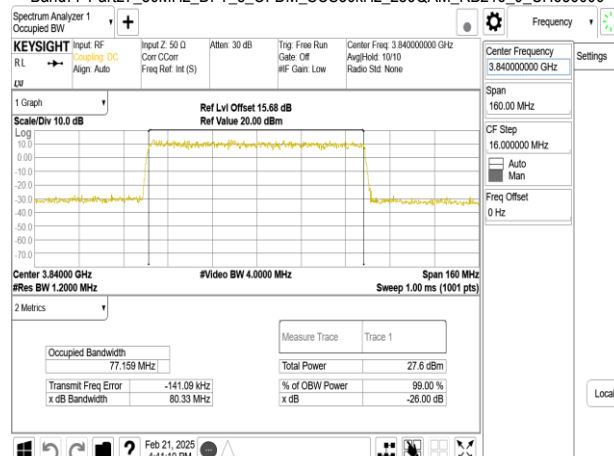 Spectrum Analyzer 1
Occupied BW
Frequency
KEYSIGHT
Input: RF
Coupling: DC
Align: Auto
Input Z: 50 Ω
Corr CCorr
Freq Ref: Int (S)
Atten: 30 dB
Trig: Free Run
Gate: Off
#IF Gain: Low
Center Freq: 3.840000000 GHz
Avg|Hold: 10/10
Radio Std: None
RL
LXI
Center Frequency
3.840000000 GHz
Settings
Span
160.00 MHz
CF Step
16.000000 MHz
Auto
Man
Freq Offset
0 Hz
Local
1 Graph
Scale/Div 10.0 dB
Ref Lvl Offset 15.68 dB
Ref Value 20.00 dBm
Log
10.0
0.00
-10.0
-20.0
-30.0
-40.0
-50.0
-60.0
-70.0
Center 3.84000 GHz
#Video BW 4.0000 MHz
Span 160 MHz
#Res BW 1.2000 MHz
Sweep 1.00 ms (1001 pts)
2 Metrics
Measure Trace
Trace 1
Occupied Bandwidth
77.159 MHz
Total Power
27.6 dBm
Transmit Freq Error
-141.09 kHz
% of OBW Power
99.00 %
x dB Bandwidth
80.33 MHz
x dB
-26.00 dB
?
Feb 21, 2025